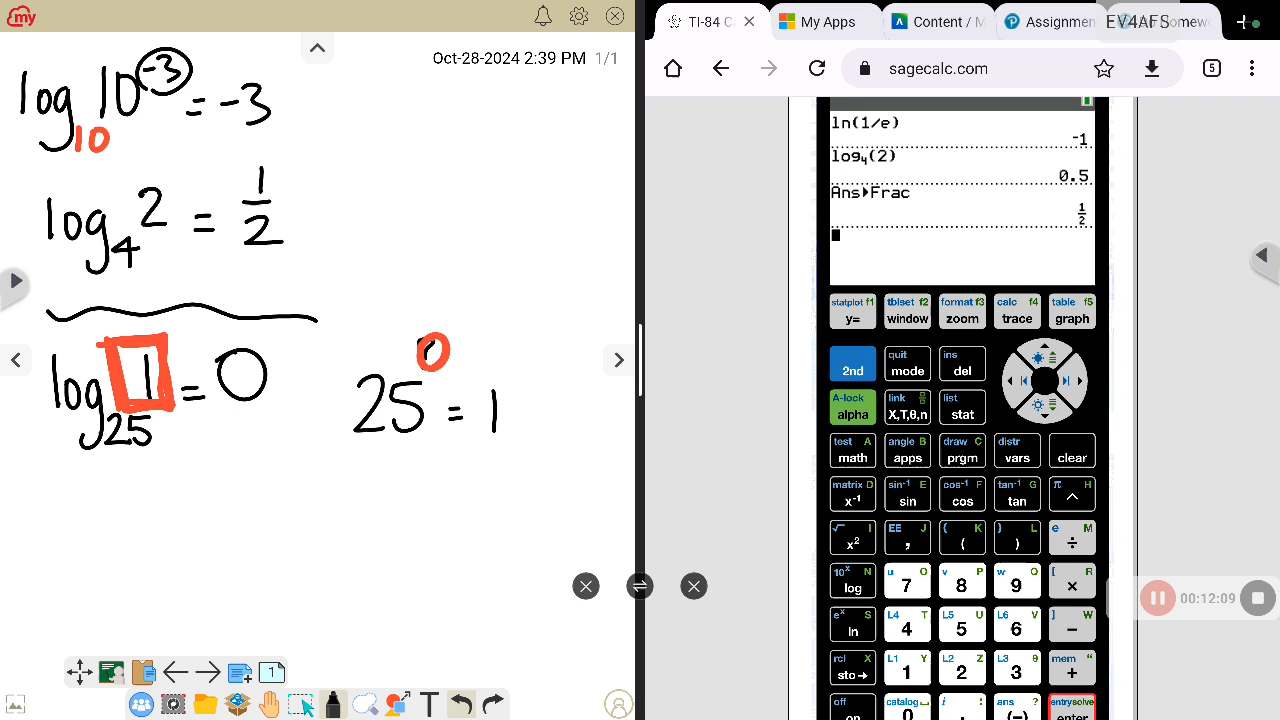 my
Oct-28-2024 2:39 PM 1/1
log₁₀ 10⁻³ = -3
log₄ 2 = 1/2
log₂₅ 1 = 0
25⁰ = 1
1
T
TI-84 C
My Apps
Content / M
Assignmen
EV4AFS
sagecalc.com
5
ln(1/e)
-1
log₄(2)
0.5
Ans▸Frac
1/2
statplot f1 tblset f2 format f3 calc f4 table f5
y= window zoom trace graph
quit ins
2nd mode del
A-lock link list
alpha X,T,θ,n stat
test A angle B draw C distr
math apps prgm vars clear
matrix D sin⁻¹ E cos⁻¹ F tan⁻¹ G π H
x⁻¹ sin cos tan ^
√ I EE J { K } L e M
x² , ( ) ÷
10ˣ N u O v P w Q [ R
log 7 8 9 ×
eˣ S L4 T L5 U L6 V ] W
ln 4 5 6 −
rcl X L1 Y L2 Z L3 θ mem "
sto→ 1 2 3 +
off catalog i : ans ? entrysolve
on 0 . (−) enter
00:12:09